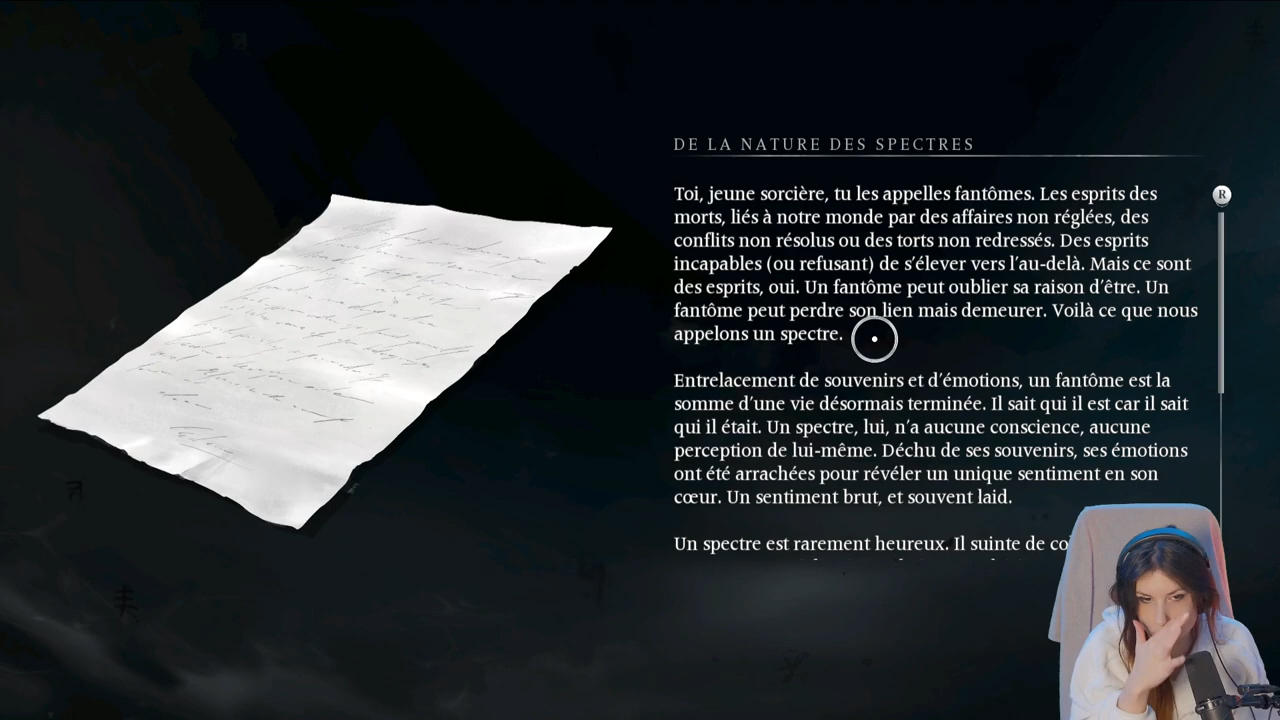 DE LA NATURE DES SPECTRES
Toi, jeune sorcière, tu les appelles fantômes. Les esprits des
R
morts, liés à notre monde par des affaires non réglées, des
conflits non résolus ou des torts non redressés. Des esprits
incapables (ou refusant) de s’élever vers l’au-delà. Mais ce sont
des esprits, oui. Un fantôme peut oublier sa raison d’être. Un
fantôme peut perdre son lien mais demeurer. Voilà ce que nous
appelons un spectre.
Entrelacement de souvenirs et d’émotions, un fantôme est la
somme d’une vie désormais terminée. Il sait qui il est car il sait
qui il était. Un spectre, lui, n’a aucune conscience, aucune
perception de lui-même. Déchu de ses souvenirs, ses émotions
ont été arrachées pour révéler un unique sentiment en son
cœur. Un sentiment brut, et souvent laid.
Un spectre est rarement heureux. Il suinte de